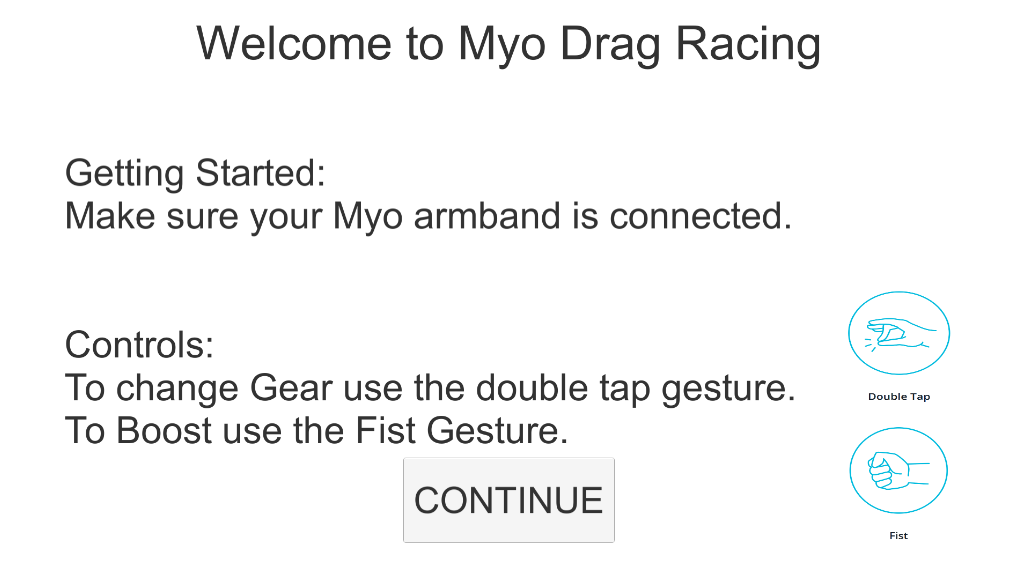 Welcome to Myo Drag Racing
Getting Started:
Make sure your Myo armband is connected.
Controls:
To change Gear use the double tap gesture.
To Boost use the Fist Gesture.
Double Tap
CONTINUE
Fist